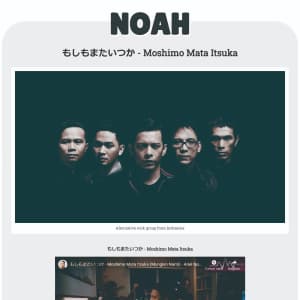 NOAH
もしもまたいつか - Moshimo Mata Itsuka
Alternative rock group from Indonesia
もしもまたいつか - Moshimo Mata Itsuka
もしもまたいつか - Moshimo Mata Itsuka (Mungkin Nanti) - Ariel No...